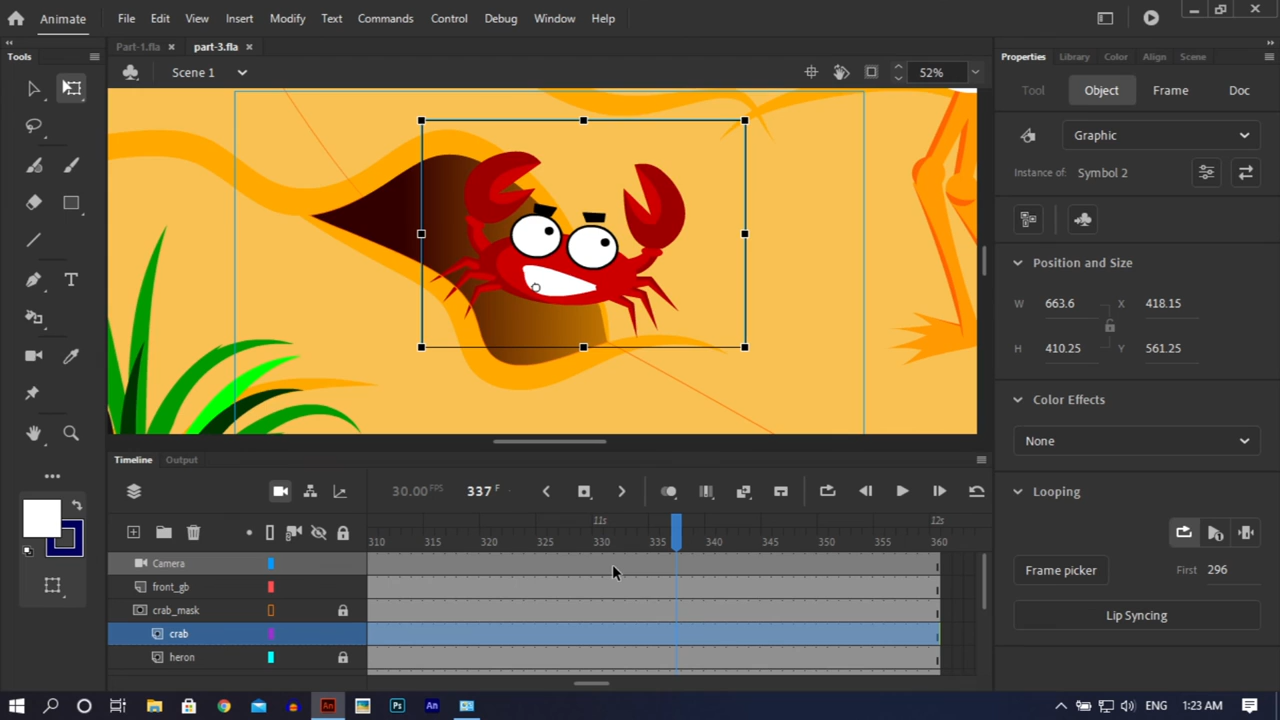 Animate File Edit View Insert Modify Text Commands Control Debug Window Help
Tools
Part-1.fla part-3.fla
Scene 1 52%
Properties Library Color Align Scene
Tool Object Frame Doc
Graphic
Instance of: Symbol 2
Position and Size
W 663.6 X 418.15
H 410.25 Y 561.25
Color Effects
None
Looping
Frame picker First 296
Lip Syncing
T
Timeline Output
30.00 FPS 337 F
11s 12s
310 315 320 325 330 335 340 345 350 355 360
Camera
front_gb
crab_mask
crab
heron
An Ps An ENG 1:23 AM